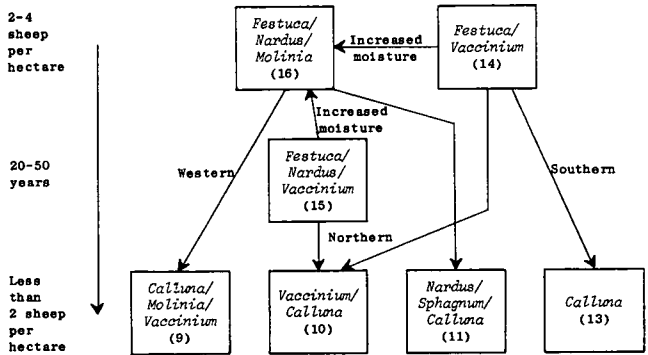 2-4
sheep
per
hectare
Festuca/
Nardus/
Molinia
(16)
Increased
moisture
Festuca/
Vaccinium
(14)
Increased
moisture
20-50
years
Western
Festuca/
Nardus/
Vaccinium
(15)
Southern
Northern
Less
than
2 sheep
per
hectare
Calluna/
Molinia/
Vaccinium
(9)
Vaccinium/
Calluna
(10)
Nardus/
Sphagnum/
Calluna
(11)
Calluna
(13)